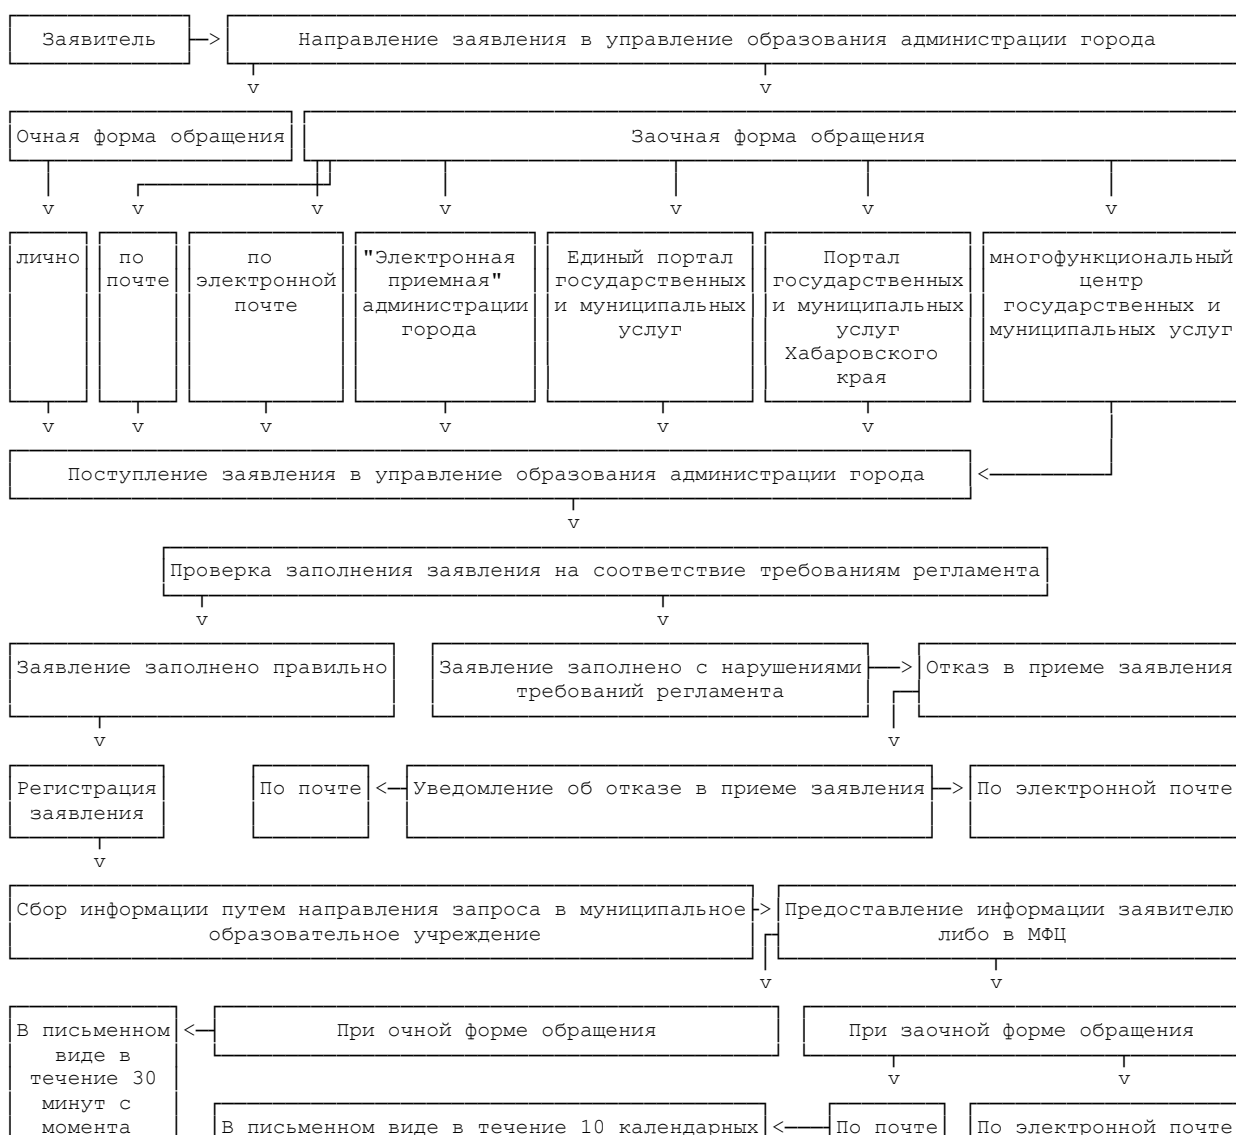 Заявитель
Направление заявления в управление образования администрации города
Очная форма обращения
Заочная форма обращения
лично
по
почте
по
электронной
почте
"Электронная
приемная"
администрации
города
Единый портал
государственных
и муниципальных
услуг
Портал
государственных
и муниципальных
услуг
Хабаровского
края
многофункциональный
центр
государственных и
муниципальных услуг
Поступление заявления в управление образования администрации города
Проверка заполнения заявления на соответствие требованиям регламента
Заявление заполнено правильно
Заявление заполнено с нарушениями
требований регламента
Отказ в приеме заявления
Регистрация
заявления
По почте
Уведомление об отказе в приеме заявления
По электронной почте
Сбор информации путем направления запроса в муниципальное
образовательное учреждение
Предоставление информации заявителю
либо в МФЦ
В письменном
виде в
течение 30
минут с
момента
При очной форме обращения
При заочной форме обращения
В письменном виде в течение 10 календарных
По почте
По электронной почте